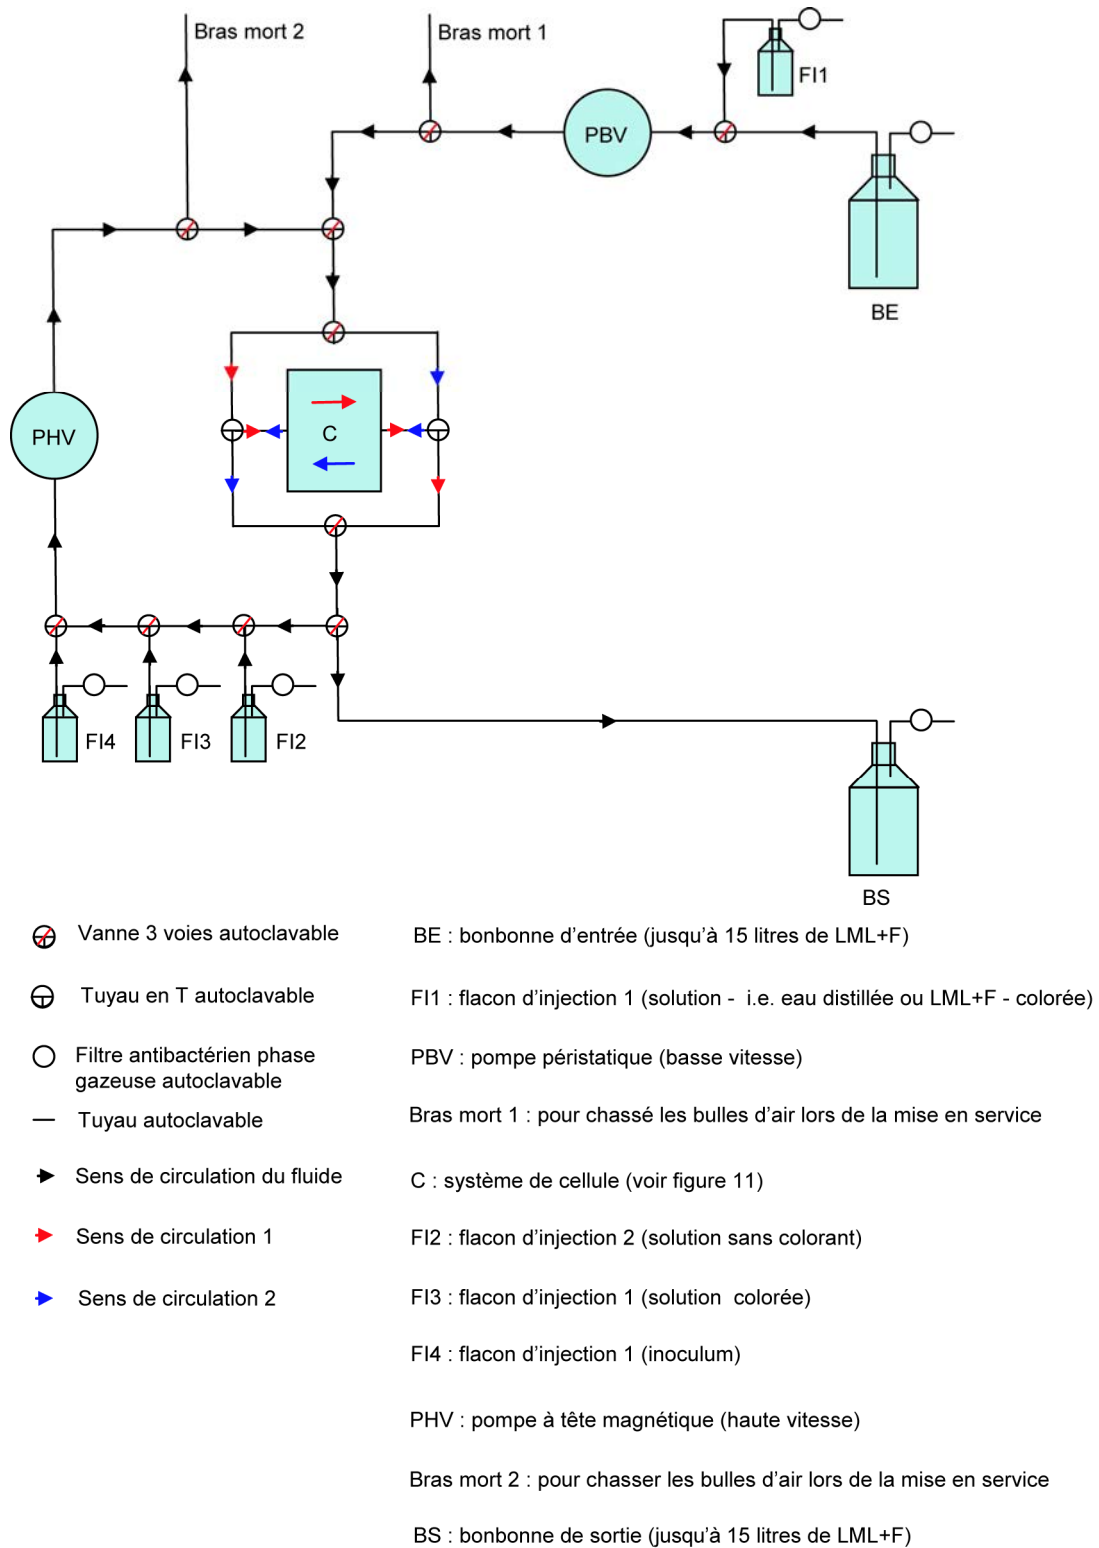 Bras mort 2
Bras mort 1
FI1
PBV
BE
PHV
C
FI4
FI3
FI2
BS
Vanne 3 voies autoclavable
Tuyau en T autoclavable
Filtre antibactérien phase
gazeuse autoclavable
Tuyau autoclavable
Sens de circulation du fluide
Sens de circulation 1
Sens de circulation 2
BE : bonbonne d'entrée (jusqu'à 15 litres de LML+F)
FI1 : flacon d'injection 1 (solution - i.e. eau distillée ou LML+F - colorée)
PBV : pompe péristatique (basse vitesse)
Bras mort 1 : pour chassé les bulles d'air lors de la mise en service
C : système de cellule (voir figure 11)
FI2 : flacon d'injection 2 (solution sans colorant)
FI3 : flacon d'injection 1 (solution colorée)
FI4 : flacon d'injection 1 (inoculum)
PHV : pompe à tête magnétique (haute vitesse)
Bras mort 2 : pour chasser les bulles d'air lors de la mise en service
BS : bonbonne de sortie (jusqu'à 15 litres de LML+F)